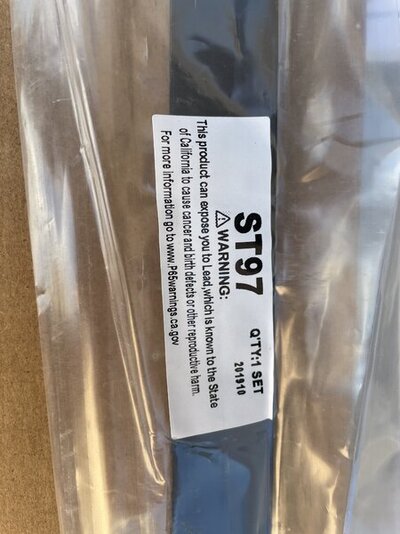 ST97
Q'TY:1 SET
201910
⚠WARNING:
This product can expose you to Lead,which is known to the State
of California to cause cancer and birth defects or other reproductive harm.
For more information go to www.P65warnings.ca.gov